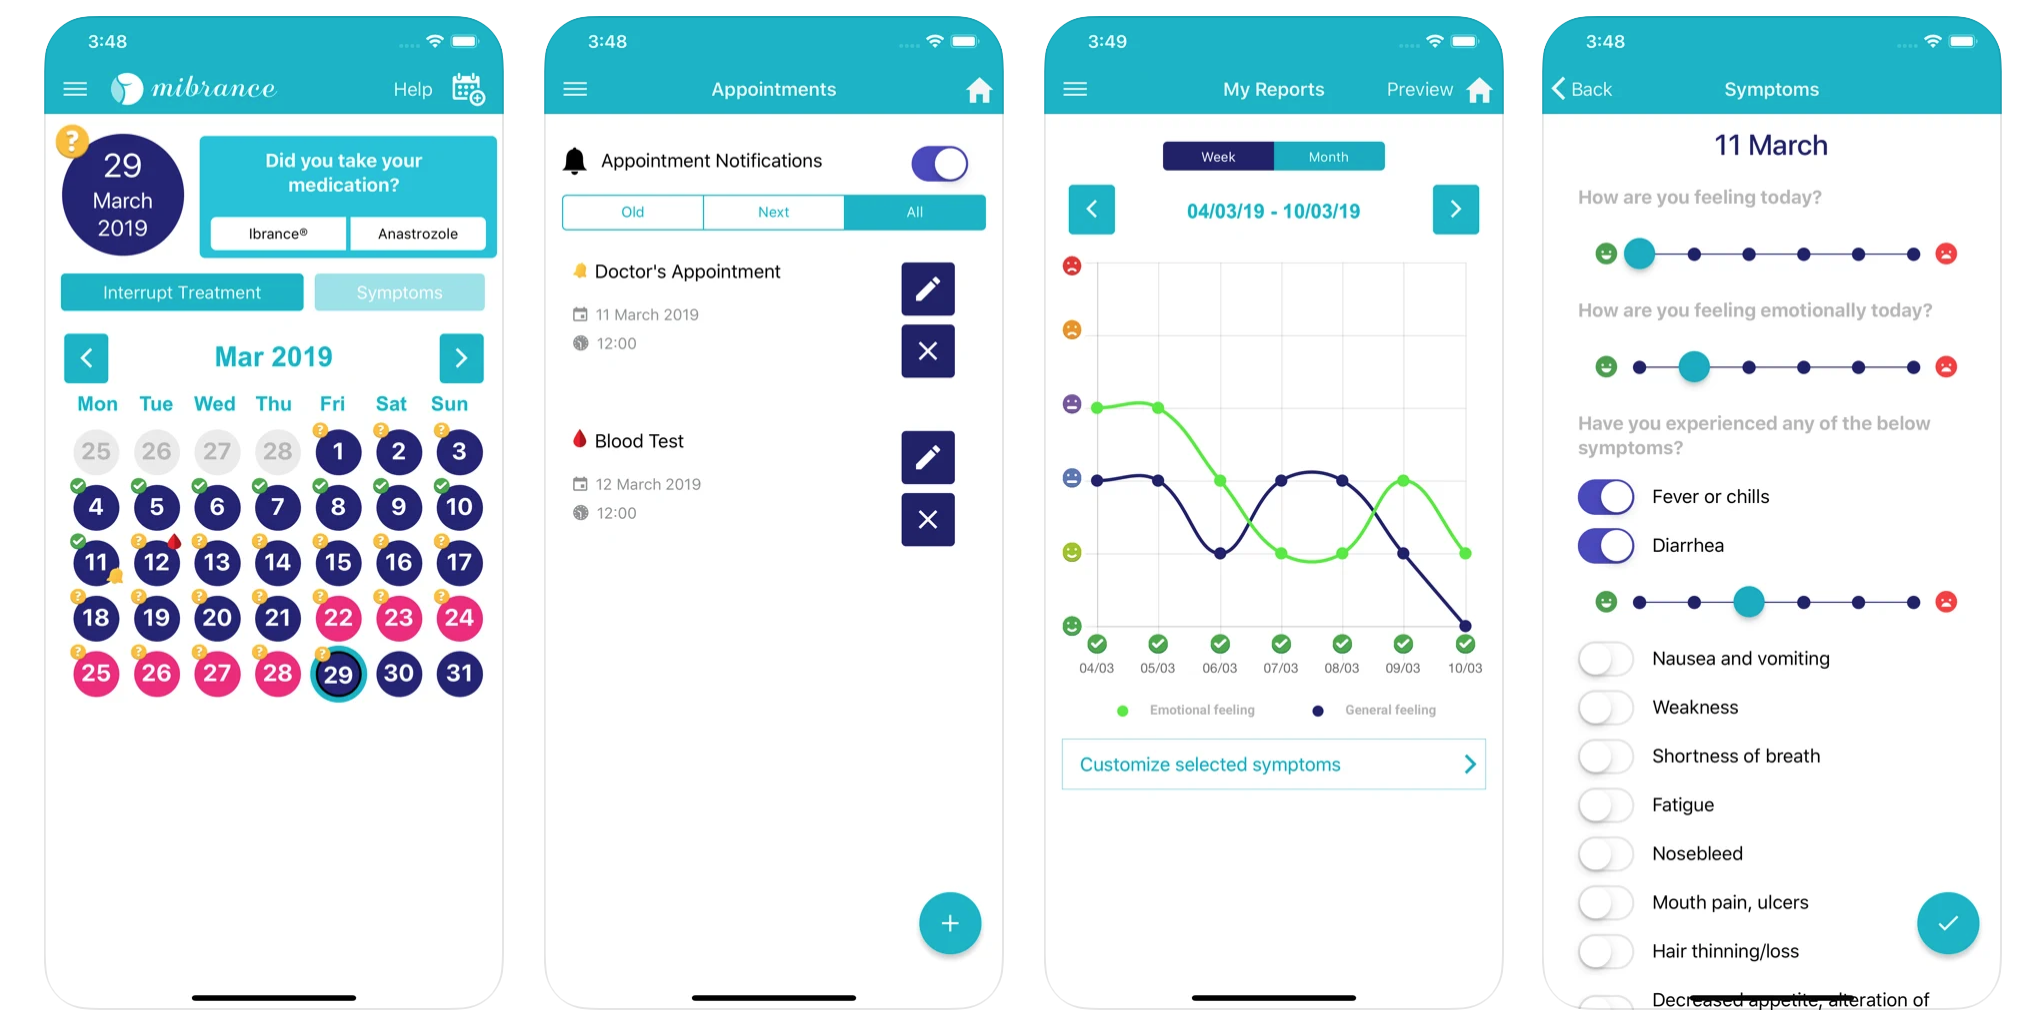 3:48
mibrance
Help
29
March
2019
Did you take your
medication?
Ibrance®
Anastrozole
Interrupt Treatment
Symptoms
Mar 2019
Mon Tue Wed Thu Fri Sat Sun
25 26 27 28 1 2 3
4 5 6 7 8 9 10
11 12 13 14 15 16 17
18 19 20 21 22 23 24
25 26 27 28 29 30 31
3:48
Appointments
Appointment Notifications
Old Next All
Doctor's Appointment
11 March 2019
12:00
Blood Test
12 March 2019
12:00
3:49
My Reports Preview
Week Month
04/03/19 - 10/03/19
04/03 05/03 06/03 07/03 08/03 09/03 10/03
Emotional feeling General feeling
Customize selected symptoms
3:48
Back Symptoms
11 March
How are you feeling today?
How are you feeling emotionally today?
Have you experienced any of the below
symptoms?
Fever or chills
Diarrhea
Nausea and vomiting
Weakness
Shortness of breath
Fatigue
Nosebleed
Mouth pain, ulcers
Hair thinning/loss
Decreased appetite, alteration of